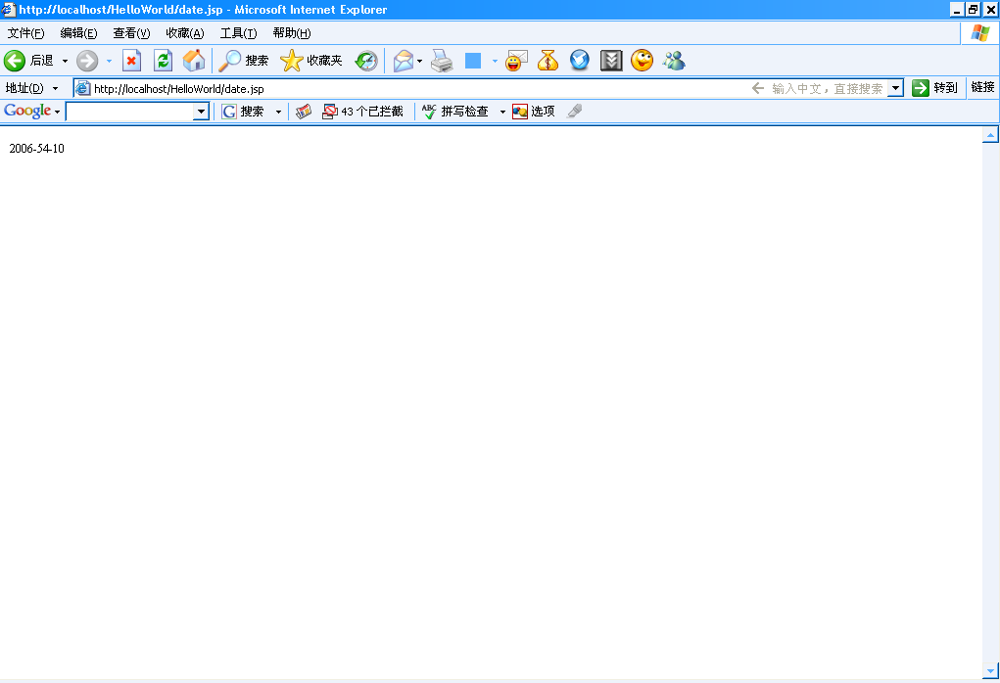 http://localhost/HelloWorld/date.jsp - Microsoft Internet Explorer
文件(F) 编辑(E) 查看(V) 收藏(A) 工具(T) 帮助(H)
后退 搜索 收藏夹
地址(D) http://localhost/HelloWorld/date.jsp 输入中文，直接搜索 转到 链接
Google G 搜索 43 个已拦截 ABC 拼写检查 选项
2006-54-10